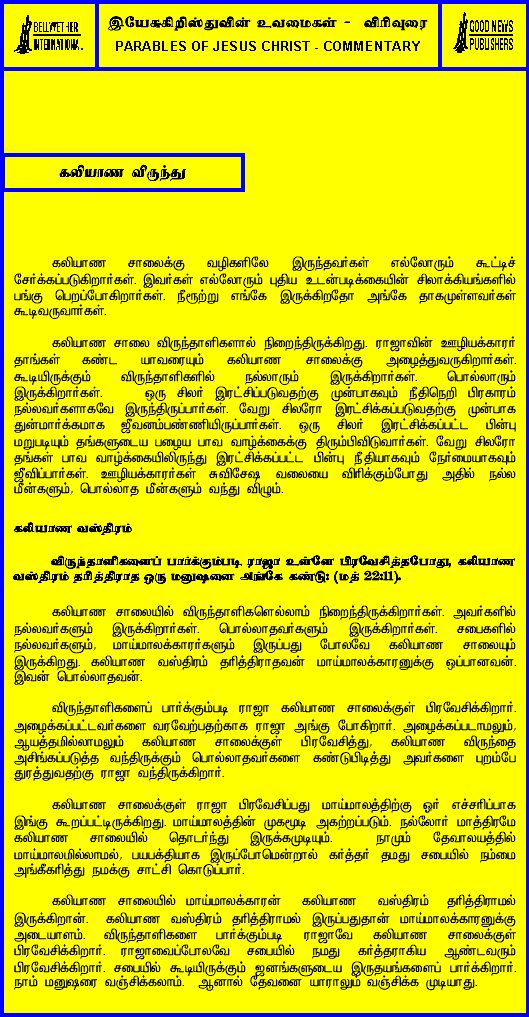 BELLWETHER
INTERNATIONAL
இயேசுகிறிஸ்துவின் உவமைகள் - விரிவுரை
PARABLES OF JESUS CHRIST - COMMENTARY
GOOD NEWS
PUBLISHERS
கலியாண விருந்து
கலியாண சாலைக்கு வழிகளிலே இருந்தவர்கள் எல்லோரும் கூட்டிச்
சேர்க்கப்படுகிறார்கள். இவர்கள் எல்லோரும் புதிய உடன்படிக்கையின் சிலாக்கியங்களில்
பங்கு பெறப்போகிறார்கள். நீரூற்று எங்கே இருக்கிறதோ அங்கே தாகமுள்ளவர்கள்
கூடிவருவார்கள்.
கலியாண சாலை விருந்தாளிகளால் நிறைந்திருக்கிறது. ராஜாவின் ஊழியக்காரர்
தாங்கள் கண்ட யாவரையும் கலியாண சாலைக்கு அழைத்துவருகிறார்கள்.
கூடியிருக்கும் விருந்தாளிகளில் நல்லாரும் இருக்கிறார்கள். பொல்லாரும்
இருக்கிறார்கள். ஒரு சிலர் இரட்சிப்படுவதற்கு முன்பாகவும் நீதிநெறி பிரகாரம்
நல்லவர்களாகவே இருந்திருப்பார்கள். வேறு சிலரோ இரட்சிக்கப்படுவதற்கு முன்பாக
துன்மார்க்கமாக ஜீவனம்பண்ணியிருப்பார்கள். ஒரு சிலர் இரட்சிக்கப்பட்ட பின்பு
மறுபடியும் தங்களுடைய பழைய பாவ வாழ்க்கைக்கு திரும்பிவிடுவார்கள். வேறு சிலரோ
தங்கள் பாவ வாழ்க்கையிலிருந்து இரட்சிக்கப்பட்ட பின்பு நீதியாகவும் நேர்மையாகவும்
ஜீவிப்பார்கள். ஊழியக்காரர்கள் சுவிசேஷ வலையை விரிக்கும்போது அதில் நல்ல
மீன்களும், பொல்லாத மீன்களும் வந்து விழும்.
கலியாண வஸ்திரம்
விருந்தாளிகளைப் பார்க்கும்படி ராஜா உள்ளே பிரவேசித்தபோது, கலியாண
வஸ்திரம் தரித்திராத ஒரு மனுஷனை அங்கே கண்டு: (மத் 22:11).
கலியாண சாலையில் விருந்தாளிகளெல்லாம் நிறைந்திருக்கிறார்கள். அவர்களில்
நல்லவர்களும் இருக்கிறார்கள். பொல்லாதவர்களும் இருக்கிறார்கள். சபைகளில்
நல்லவர்களும், மாய்மாலக்காரர்களும் இருப்பது போலவே கலியாண சாலையும்
இருக்கிறது. கலியாண வஸ்திரம் தரித்திராதவன் மாய்மாலக்காரனுக்கு ஒப்பானவன்.
இவன் பொல்லாதவன்.
விருந்தாளிகளைப் பார்க்கும்படி ராஜா கலியாண சாலைக்குள் பிரவேசிக்கிறார்.
அழைக்கப்பட்டவர்களை வரவேற்பதற்காக ராஜா அங்கு போகிறார். அழைக்கப்படாமலும்,
ஆயத்தமில்லாமலும் கலியாண சாலைக்குள் பிரவேசித்து, கலியாண விருந்தை
அசிங்கப்படுத்த வந்திருக்கும் பொல்லாதவர்களை கண்டுபிடித்து அவர்களை புறம்பே
துரத்துவதற்கு ராஜா வந்திருக்கிறார்.
கலியாண சாலைக்குள் ராஜா பிரவேசிப்பது மாய்மாலத்திற்கு ஓர் எச்சரிப்பாக
இங்கு கூறப்பட்டிருக்கிறது. மாய்மாலத்தின் முகமூடி அகற்றப்படும். நல்லோர் மாத்திரமே
கலியாண சாலையில் தொடர்ந்து இருக்கமுடியும். நாமும் தேவாலயத்தில்
மாய்மாலமில்லாமல், பயபக்தியாக இருப்போமென்றால் கர்த்தர் தமது சபையில் நம்மை
அங்கீகரித்து நமக்கு சாட்சி கொடுப்பார்.
கலியாண சாலையில் மாய்மாலக்காரன் கலியாண வஸ்திரம் தரித்திராமல்
இருக்கிறான். கலியாண வஸ்திரம் தரித்திராமல் இருப்பதுதான் மாய்மாலக்காரனுக்கு
அடையாளம். விருந்தாளிகளை பார்க்கும்படி ராஜாவே கலியாண சாலைக்குள்
பிரவேசிக்கிறார். ராஜாவைப்போலவே சபையில் நமது கர்த்தராகிய ஆண்டவரும்
பிரவேசிக்கிறார். சபையில் கூடியிருக்கும் ஜனங்களுடைய இருதயங்களைப் பார்க்கிறார்.
நாம் மனுஷரை வஞ்சிக்கலாம். ஆனால் தேவனை யாராலும் வஞ்சிக்க முடியாது.